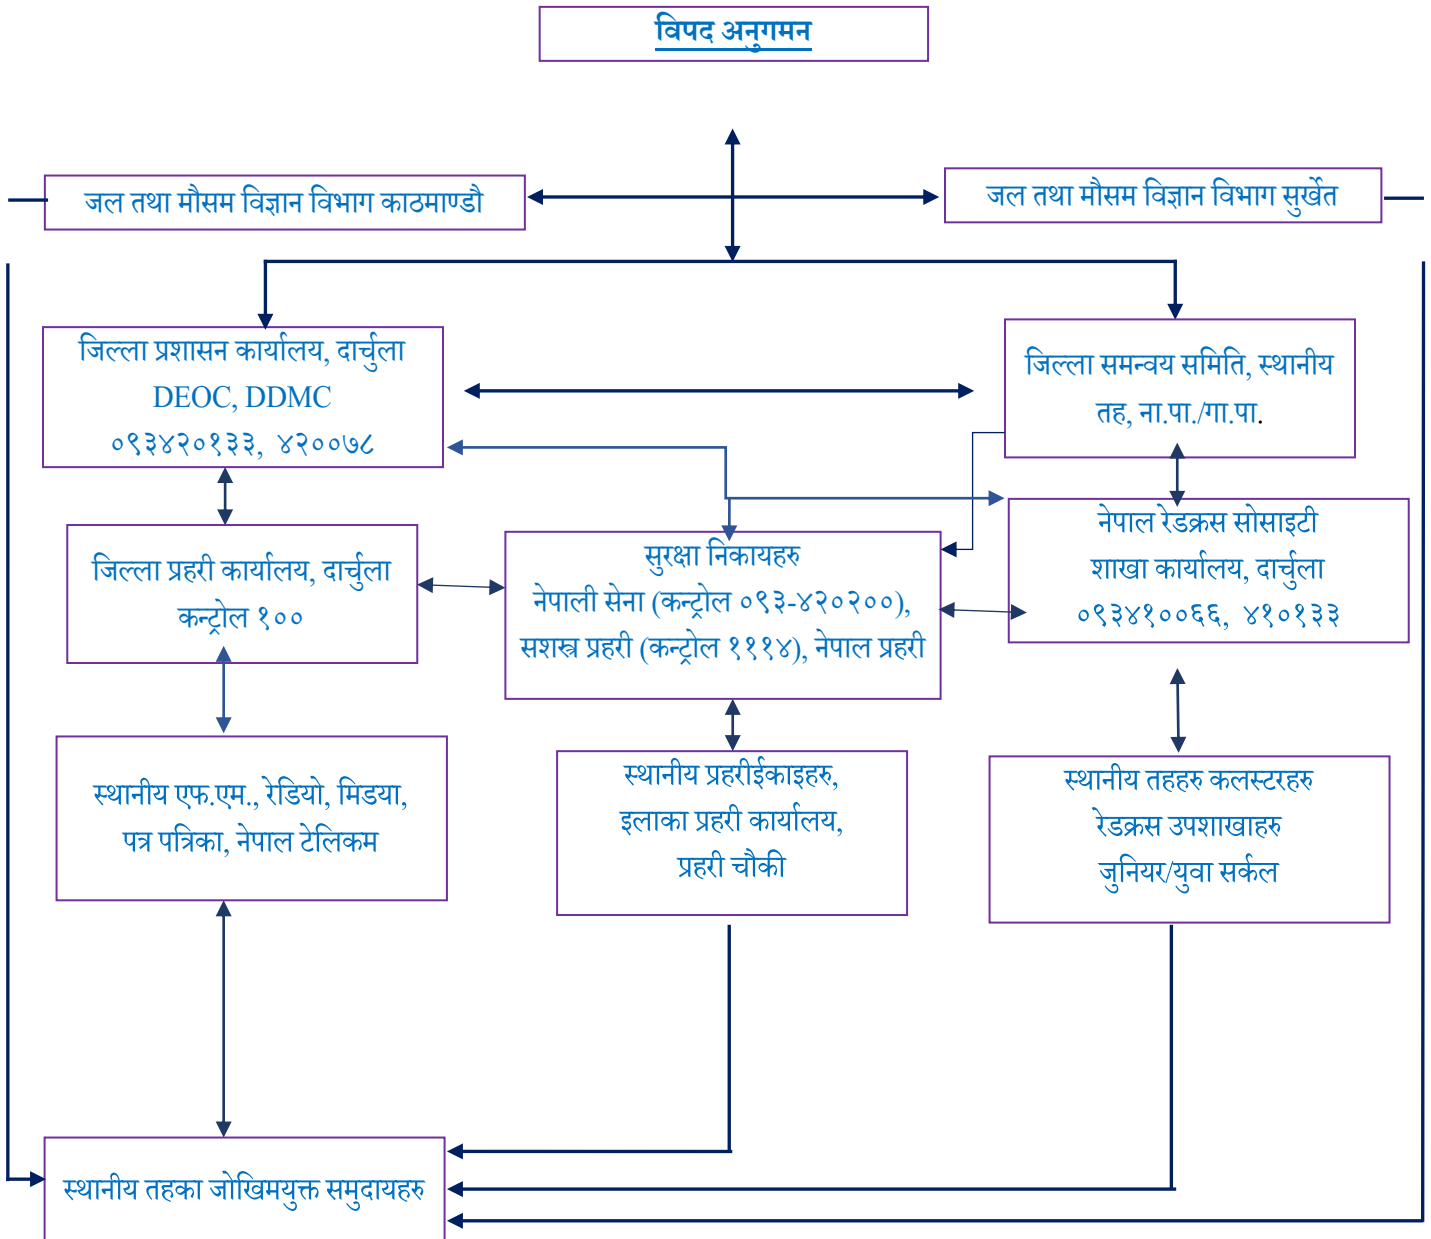 विपद अनुगमन
जल तथा मौसम विज्ञान विभाग काठमाण्डौ
जल तथा मौसम विज्ञान विभाग सुर्खेत
जिल्ला प्रशासन कार्यालय, दार्चुला
DEOC, DDMC
०९३४२०१३३, ४२००७८
जिल्ला समन्वय समिति, स्थानीय
तह, ना.पा./गा.पा.
जिल्ला प्रहरी कार्यालय, दार्चुला
कन्ट्रोल १००
सुरक्षा निकायहरु
नेपाली सेना (कन्ट्रोल ०९३-४२०२००),
सशस्त्र प्रहरी (कन्ट्रोल १११४), नेपाल प्रहरी
नेपाल रेडक्रस सोसाइटी
शाखा कार्यालय, दार्चुला
०९३४१००६६, ४१०१३३
स्थानीय एफ.एम., रेडियो, मिडया,
पत्र पत्रिका, नेपाल टेलिकम
स्थानीय प्रहरीईकाइहरु,
इलाका प्रहरी कार्यालय,
प्रहरी चौकी
स्थानीय तहहरु कलस्टरहरु
रेडक्रस उपशाखाहरु
जुनियर/युवा सर्कल
स्थानीय तहका जोखिमयुक्त समुदायहरु